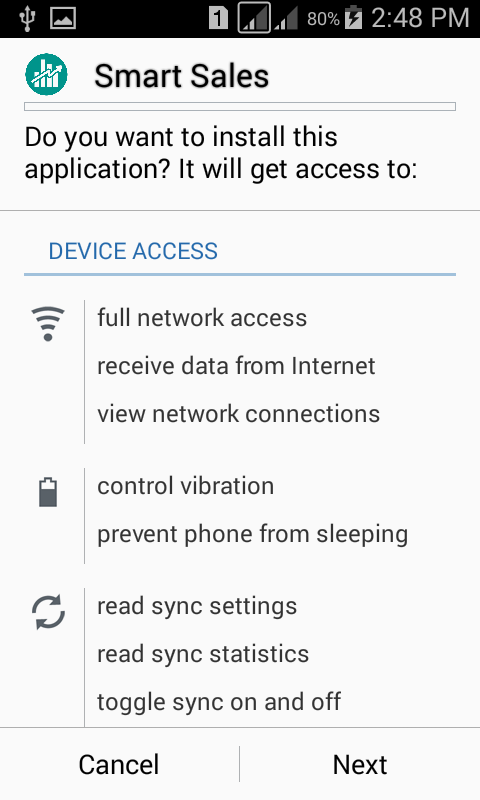 1 80% 2:48 PM
Smart Sales
Do you want to install this
application? It will get access to:
DEVICE ACCESS
full network access
receive data from Internet
view network connections
control vibration
prevent phone from sleeping
read sync settings
read sync statistics
toggle sync on and off
Cancel Next